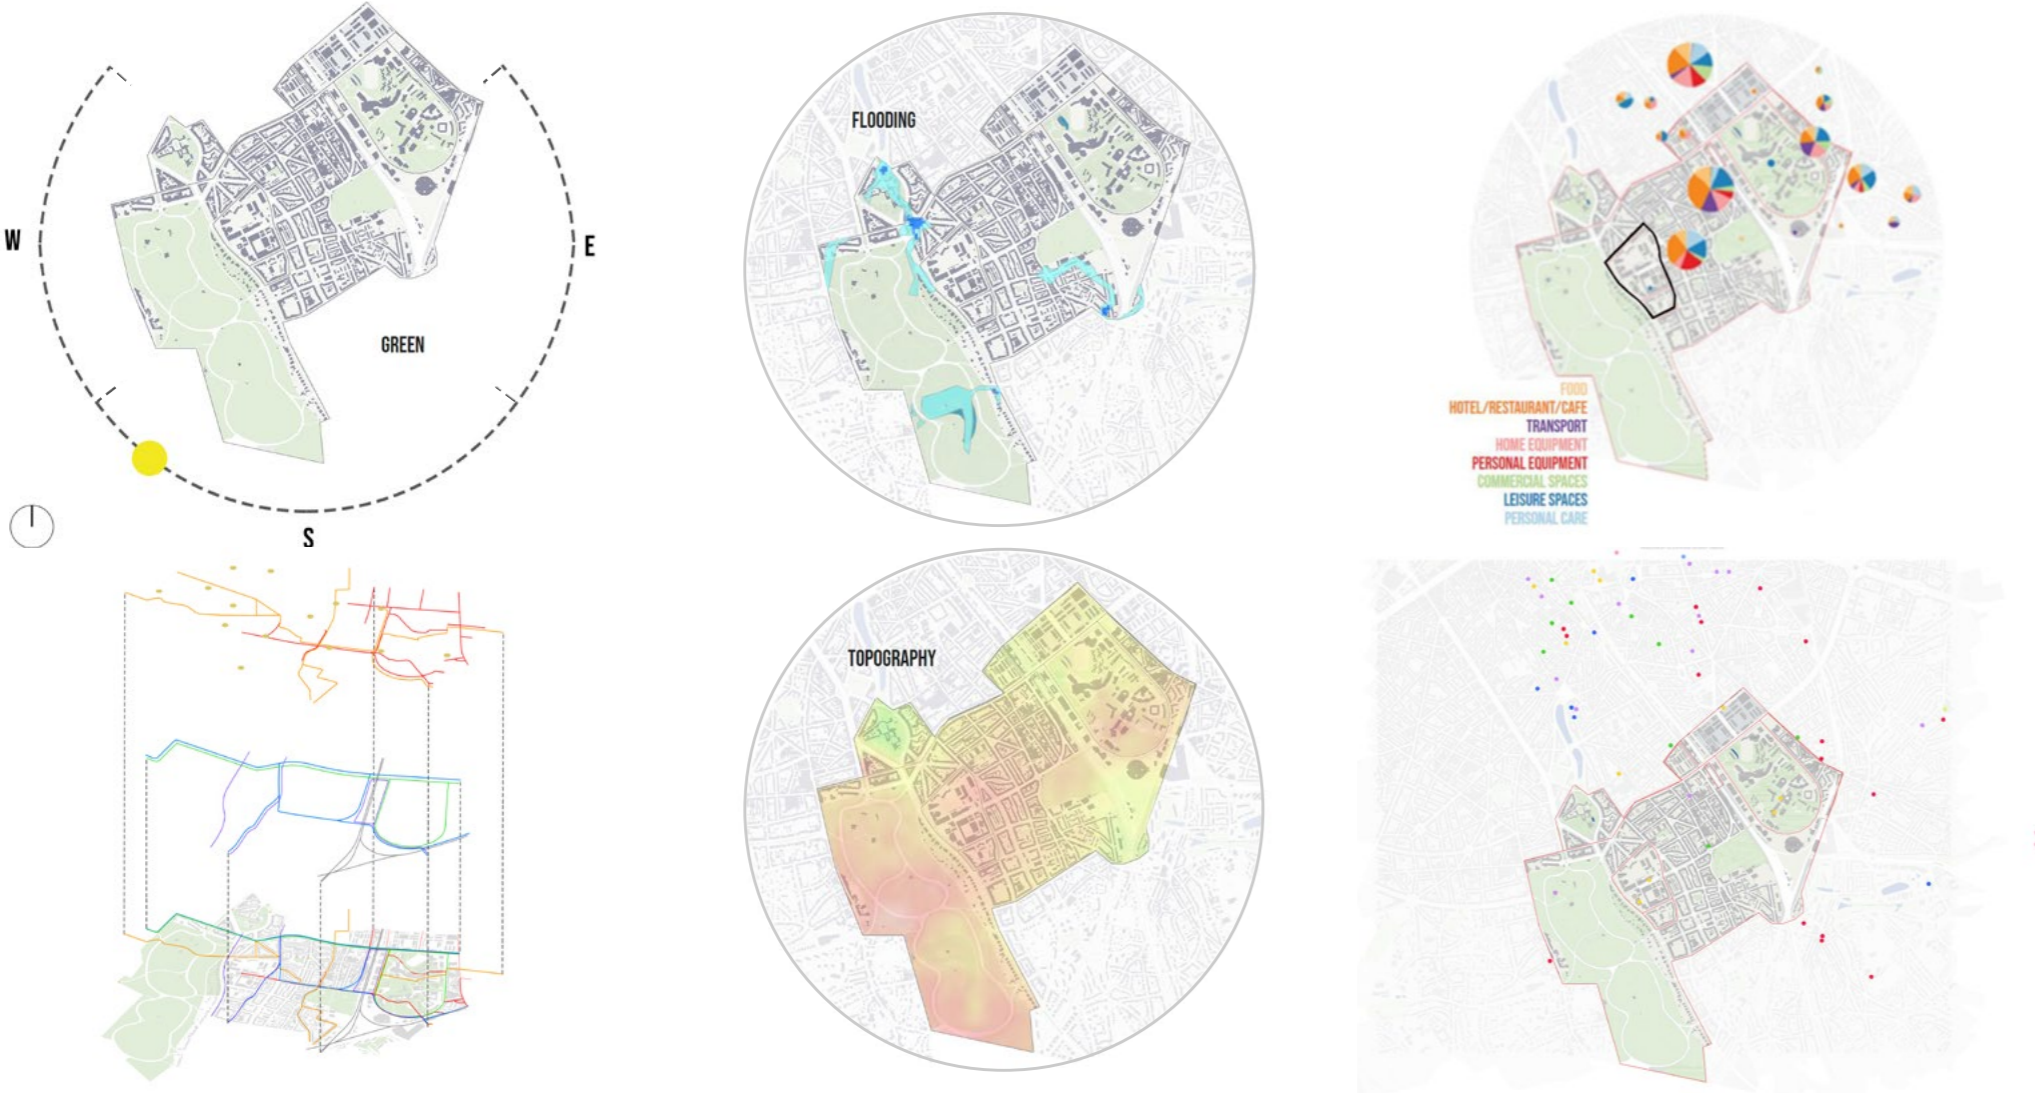 W
E
GREEN
S
FLOODING
FOOD
HOTEL/RESTAURANT/CAFE
TRANSPORT
HOME EQUIPMENT
PERSONAL EQUIPMENT
COMMERCIAL SPACES
LEISURE SPACES
PERSONAL CARE
TOPOGRAPHY